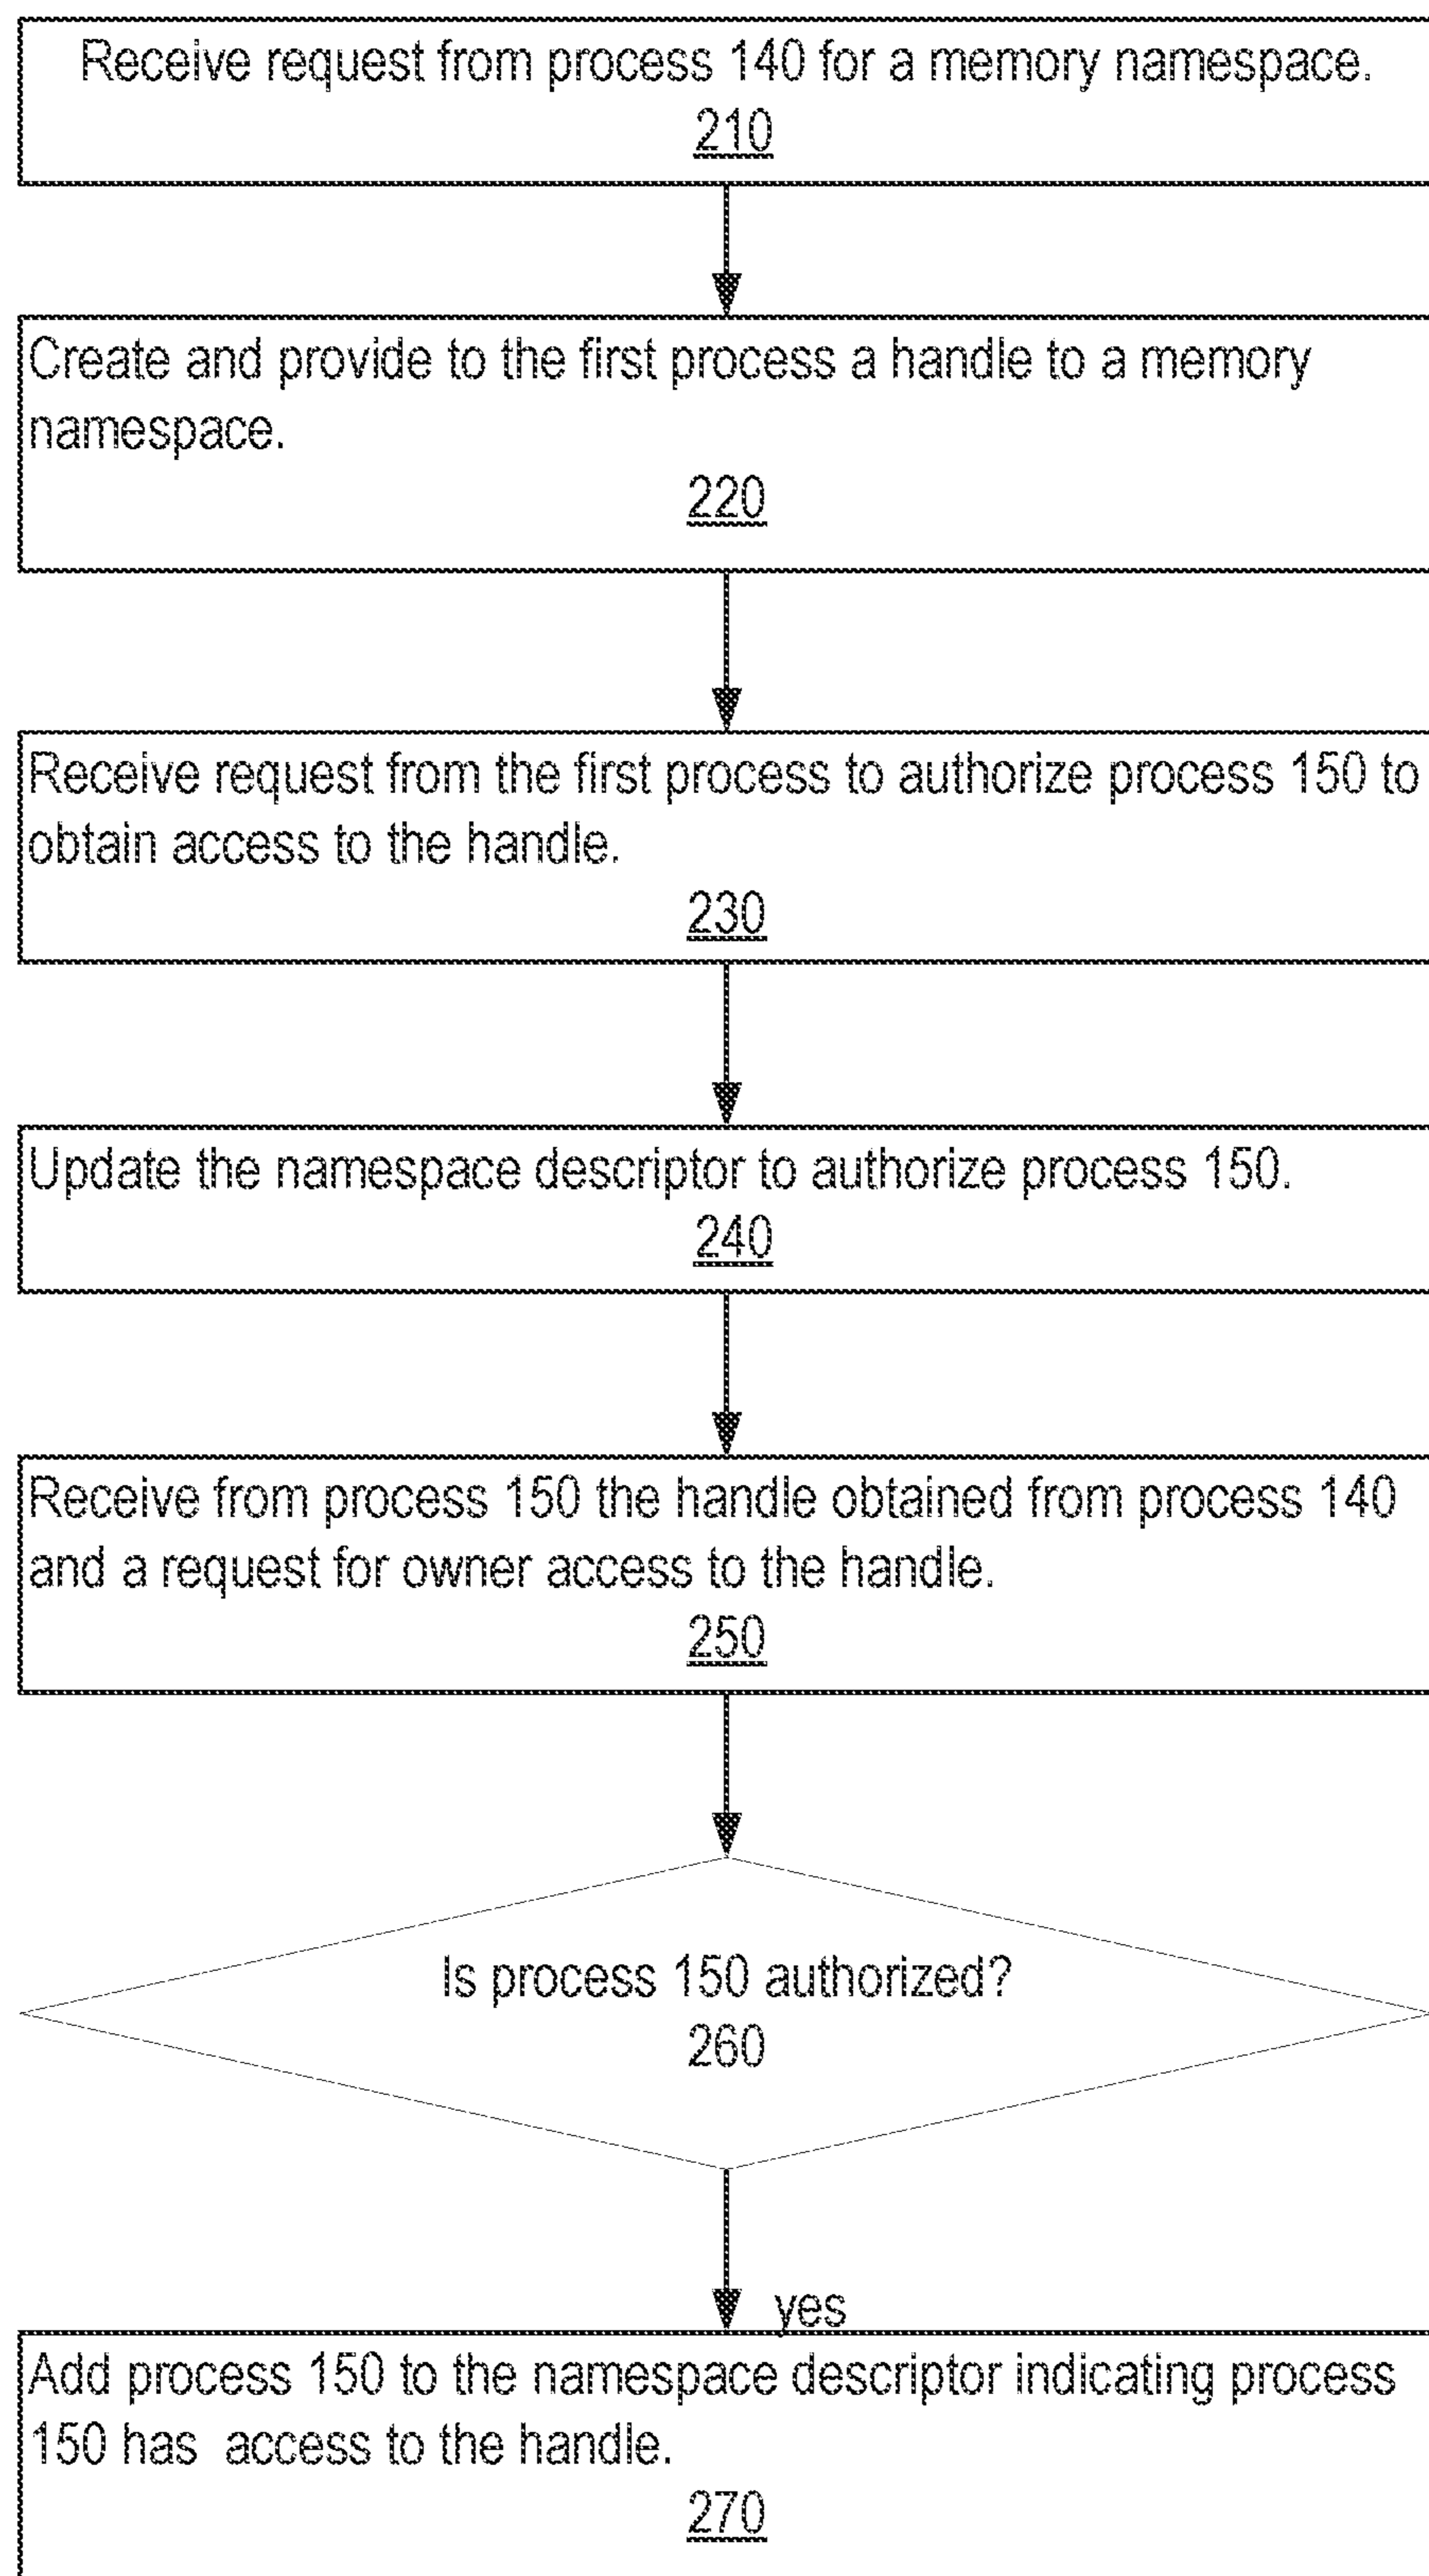 Receive request from process 140 for a memory namespace.
210
Create and provide to the first process a handle to a memory
namespace.
220
Receive request from the first process to authorize process 150 to
obtain access to the handle.
230
Update the namespace descriptor to authorize process 150.
240
Receive from process 150 the handle obtained from process 140
and a request for owner access to the handle.
250
Is process 150 authorized?
260
yes
Add process 150 to the namespace descriptor indicating process
150 has  access to the handle.
270